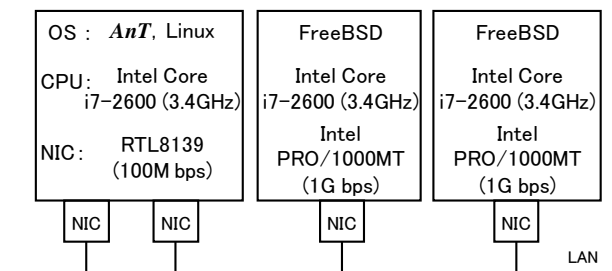 OS : AnT, Linux
CPU: Intel Core
i7-2600 (3.4GHz)
NIC: RTL8139
(100M bps)
NIC NIC
FreeBSD
Intel Core
i7-2600 (3.4GHz)
Intel
PRO/1000MT
(1G bps)
NIC
FreeBSD
Intel Core
i7-2600 (3.4GHz)
Intel
PRO/1000MT
(1G bps)
NIC
LAN